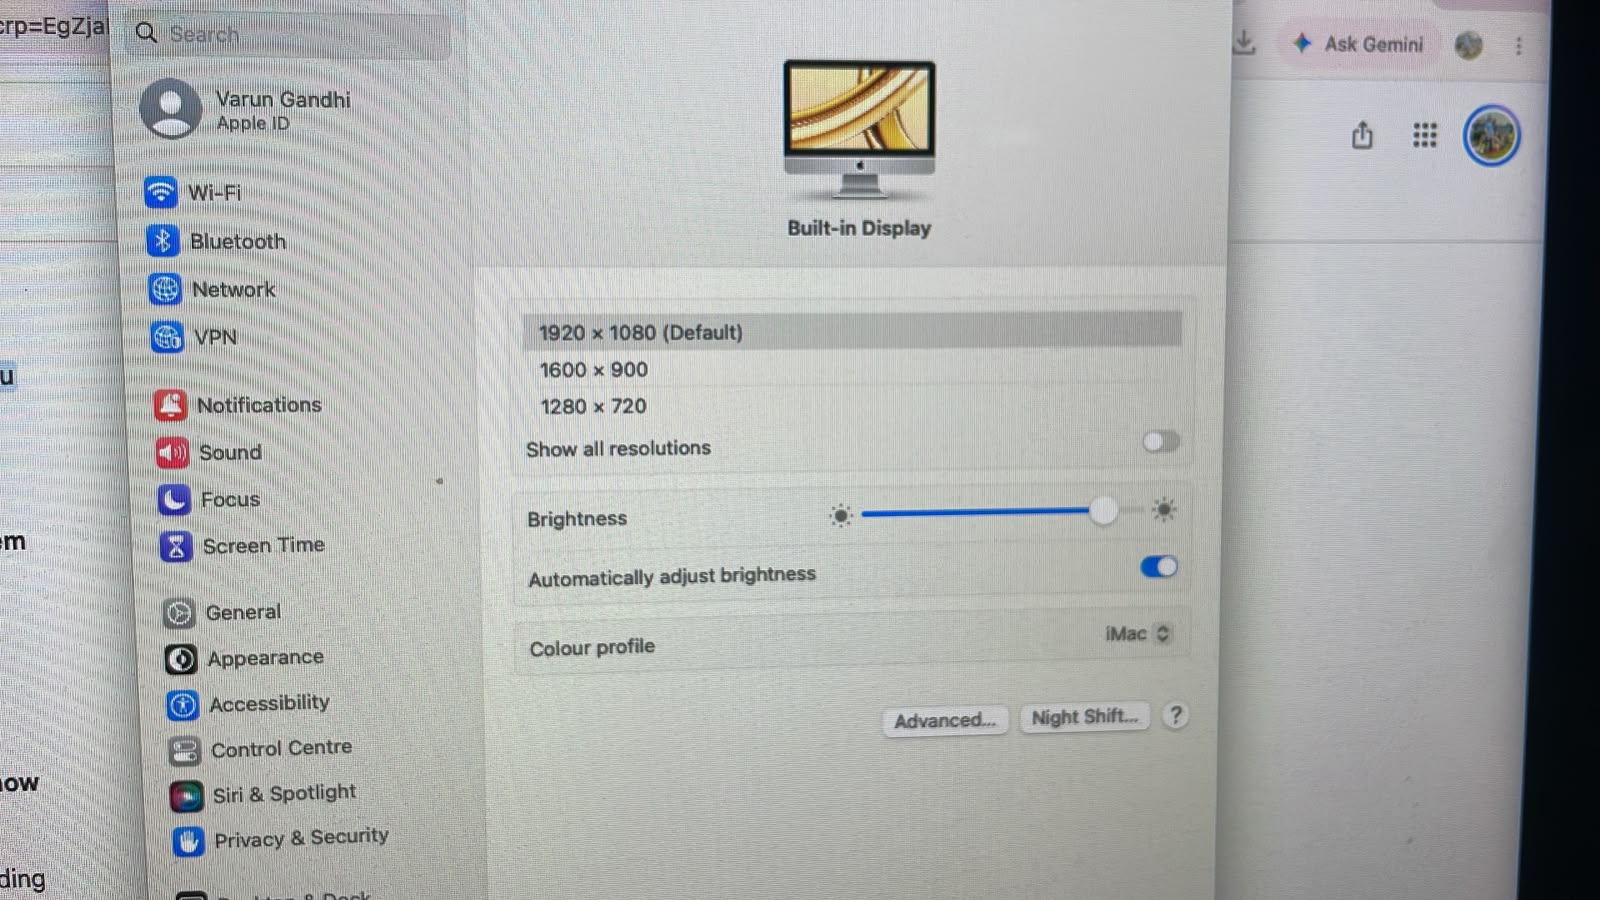 Search
Varun Gandhi
Apple ID
Wi-Fi
Bluetooth
Network
VPN
Notifications
Sound
Focus
Screen Time
General
Appearance
Accessibility
Control Centre
Siri & Spotlight
Privacy & Security
Built-in Display
1920 × 1080 (Default)
1600 × 900
1280 × 720
Show all resolutions
Brightness
Automatically adjust brightness
Colour profile
iMac
Advanced...
Night Shift...
?
Ask Gemini
crp=EgZjal
u
em
ow
ding